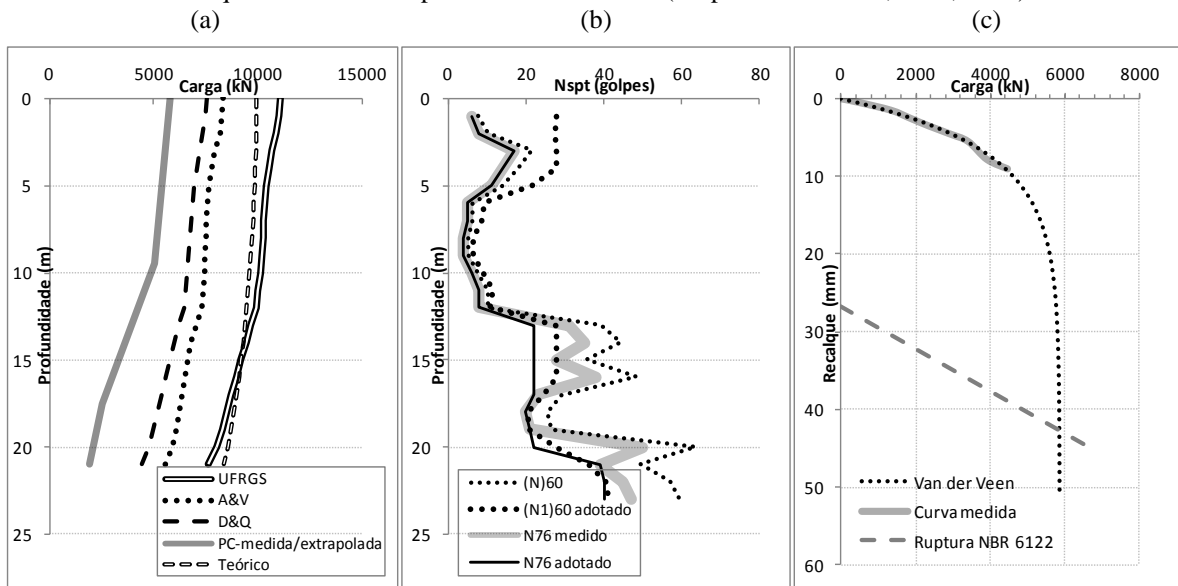 (a)
(b)
(c)
0 5000 10000 15000
Carga (kN)
0
5
10
15
20
25
Profundidade (m)
UFRGS
A&V
D&Q
PC-medida/extrapolada
Teórico
0 20 40 60 80
Nspt (golpes)
0
5
10
15
20
25
Profundidade (m)
(N)60
(N1)60 adotado
N76 medido
N76 adotado
0 2000 4000 6000 8000
Carga (kN)
0
10
20
30
40
50
60
Recalque (mm)
Van der Veen
Curva medida
Ruptura NBR 6122